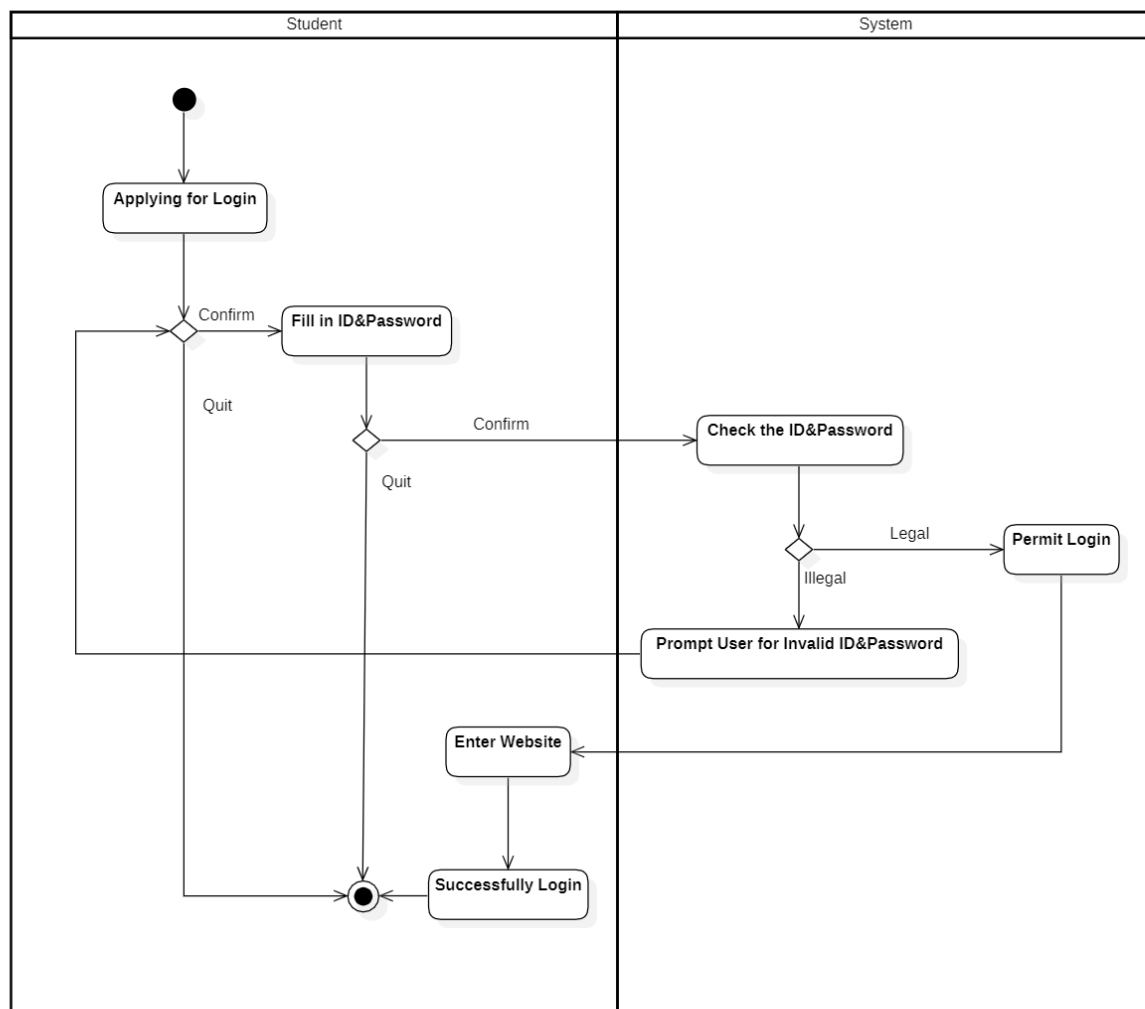 Student
System
Applying for Login
Confirm
Fill in ID&Password
Quit
Confirm
Check the ID&Password
Quit
Legal
Permit Login
Illegal
Prompt User for Invalid ID&Password
Enter Website
Successfully Login